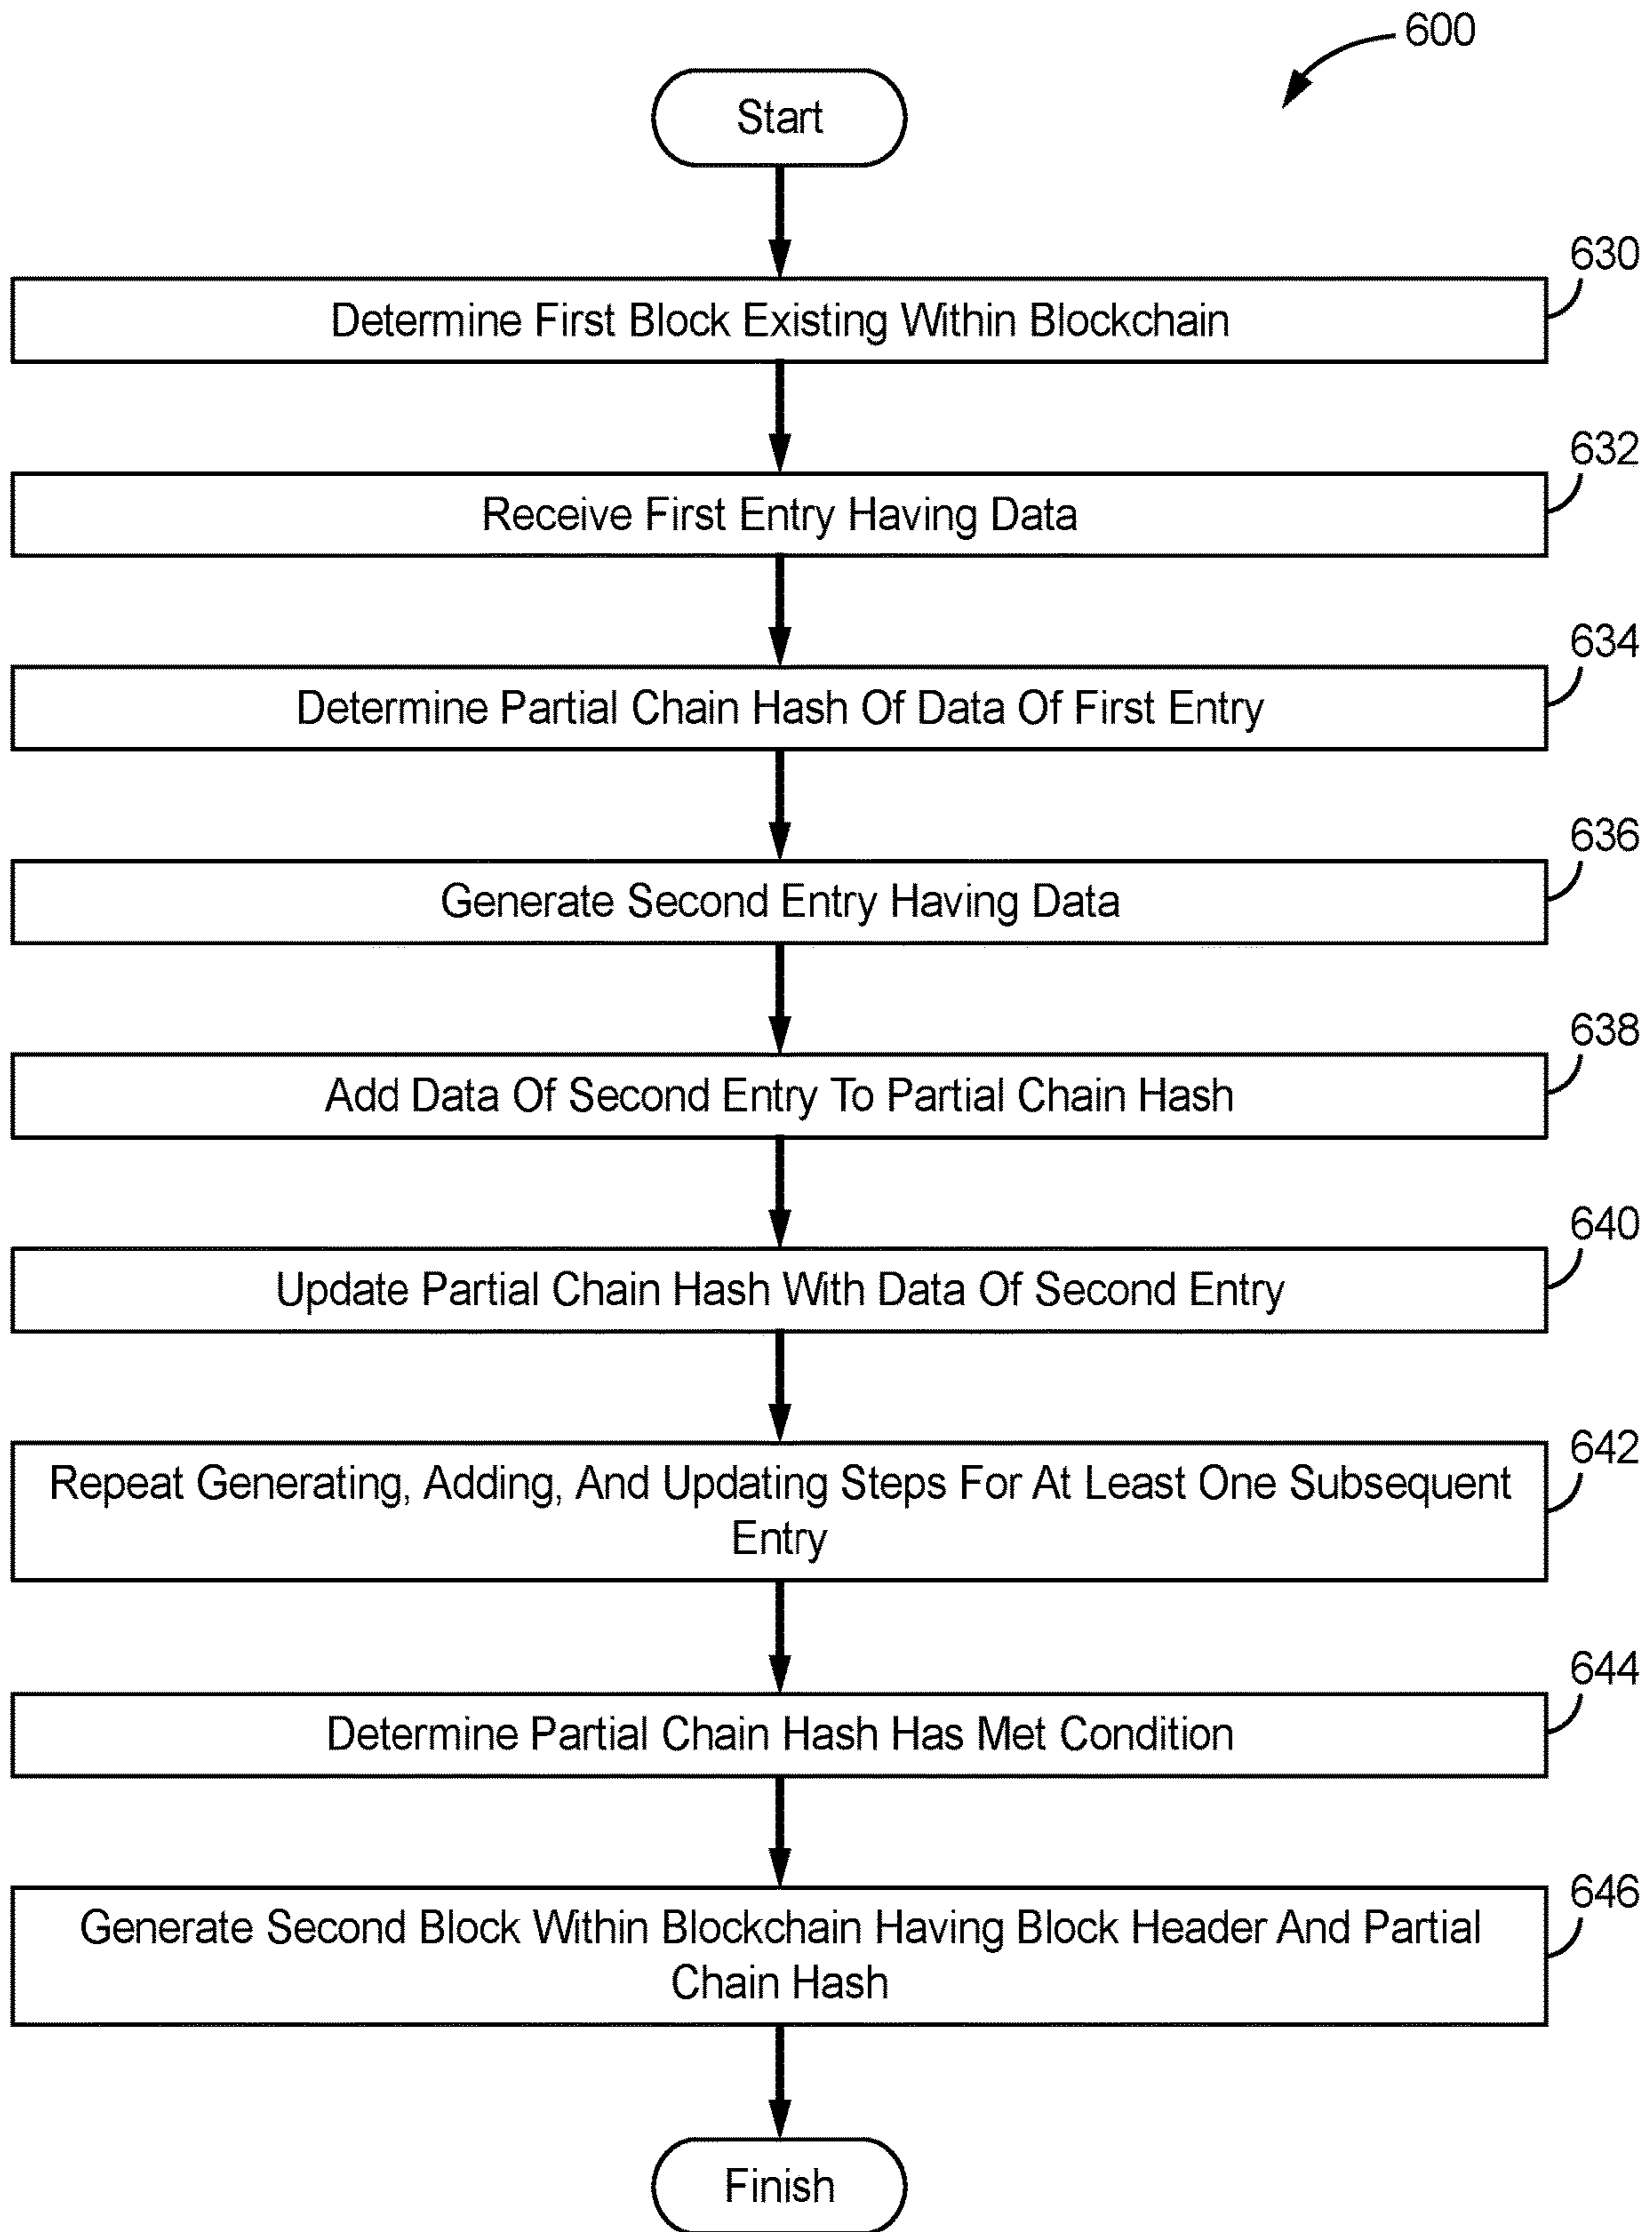 600
Start
630
Determine First Block Existing Within Blockchain
632
Receive First Entry Having Data
634
Determine Partial Chain Hash Of Data Of First Entry
636
Generate Second Entry Having Data
638
Add Data Of Second Entry To Partial Chain Hash
640
Update Partial Chain Hash With Data Of Second Entry
642
Repeat Generating, Adding, And Updating Steps For At Least One Subsequent
Entry
644
Determine Partial Chain Hash Has Met Condition
646
Generate Second Block Within Blockchain Having Block Header And Partial
Chain Hash
Finish